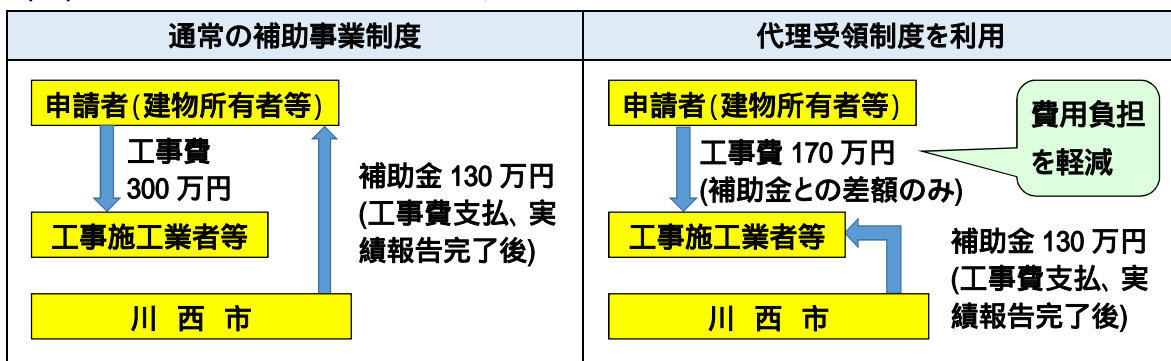 通常の補助事業制度
申請者(建物所有者等)
工事費
300 万円
補助金 130 万円
(工事費支払、実
績報告完了後)
工事施工業者等
川 西 市
代理受領制度を利用
申請者(建物所有者等)
費用負担
を軽減
工事費 170 万円
(補助金との差額のみ)
工事施工業者等
補助金 130 万円
(工事費支払、実
績報告完了後)
川 西 市